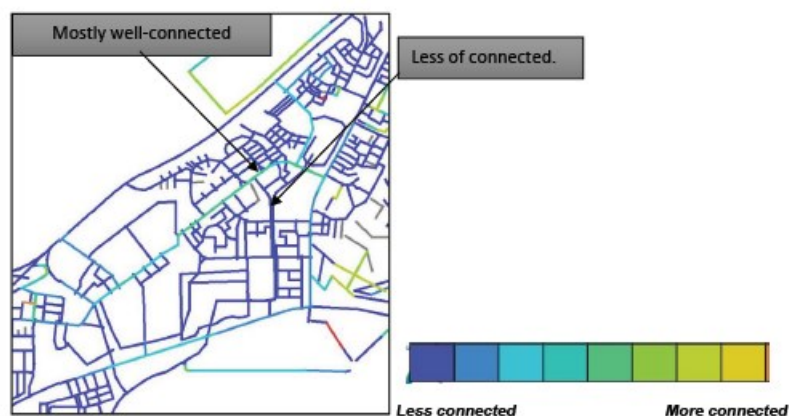 Mostly well-connected
Less of connected.
Less connected
More connected